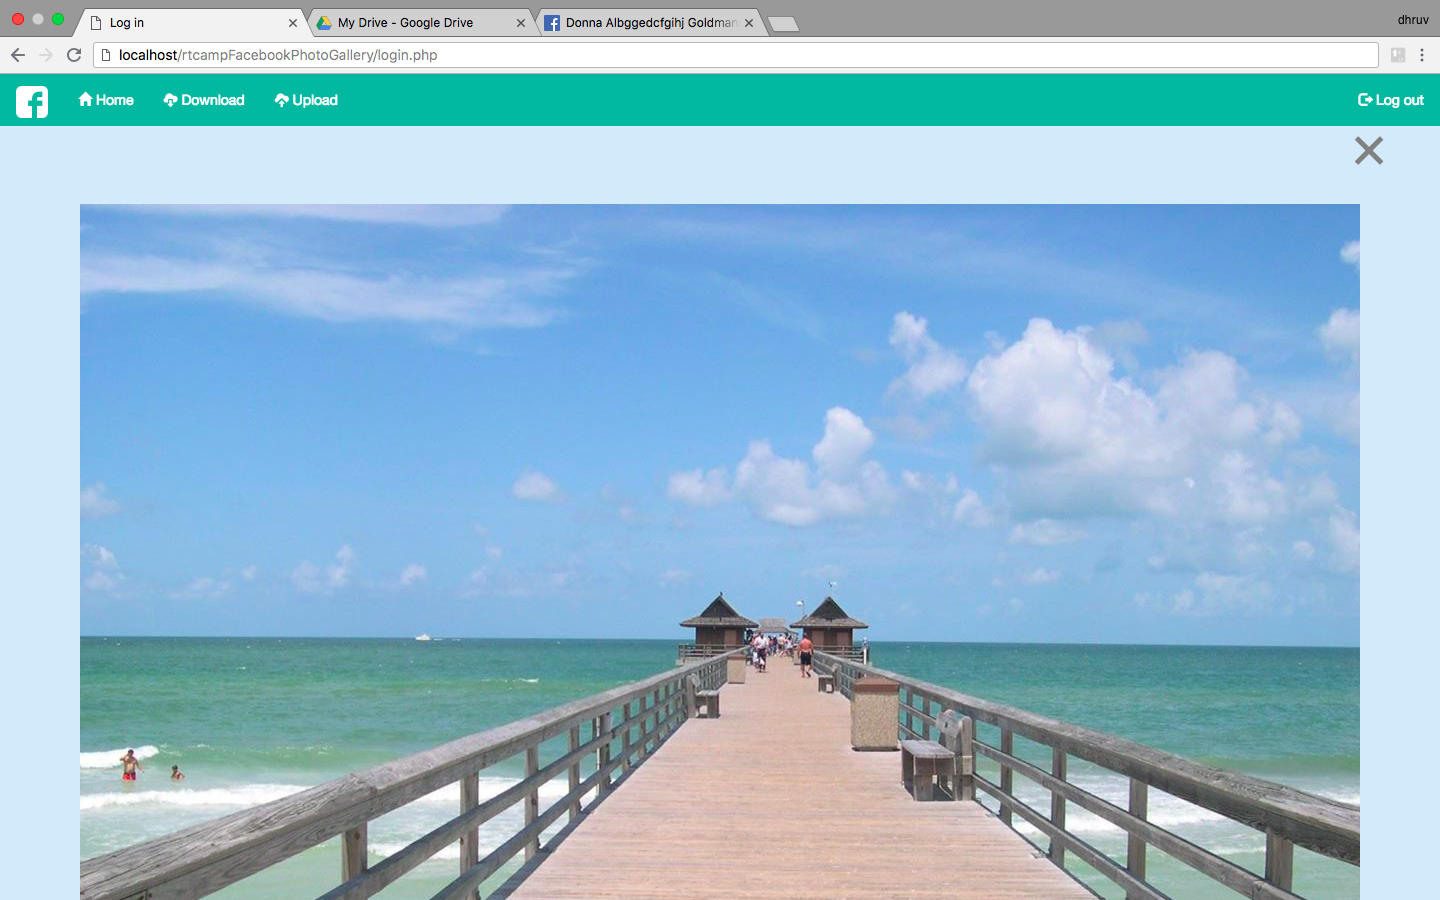 Log in
My Drive - Google Drive
Donna Albggedcfgihj Goldman
dhruv
localhost/rtcampFacebookPhotoGallery/login.php
Home
Download
Upload
Log out